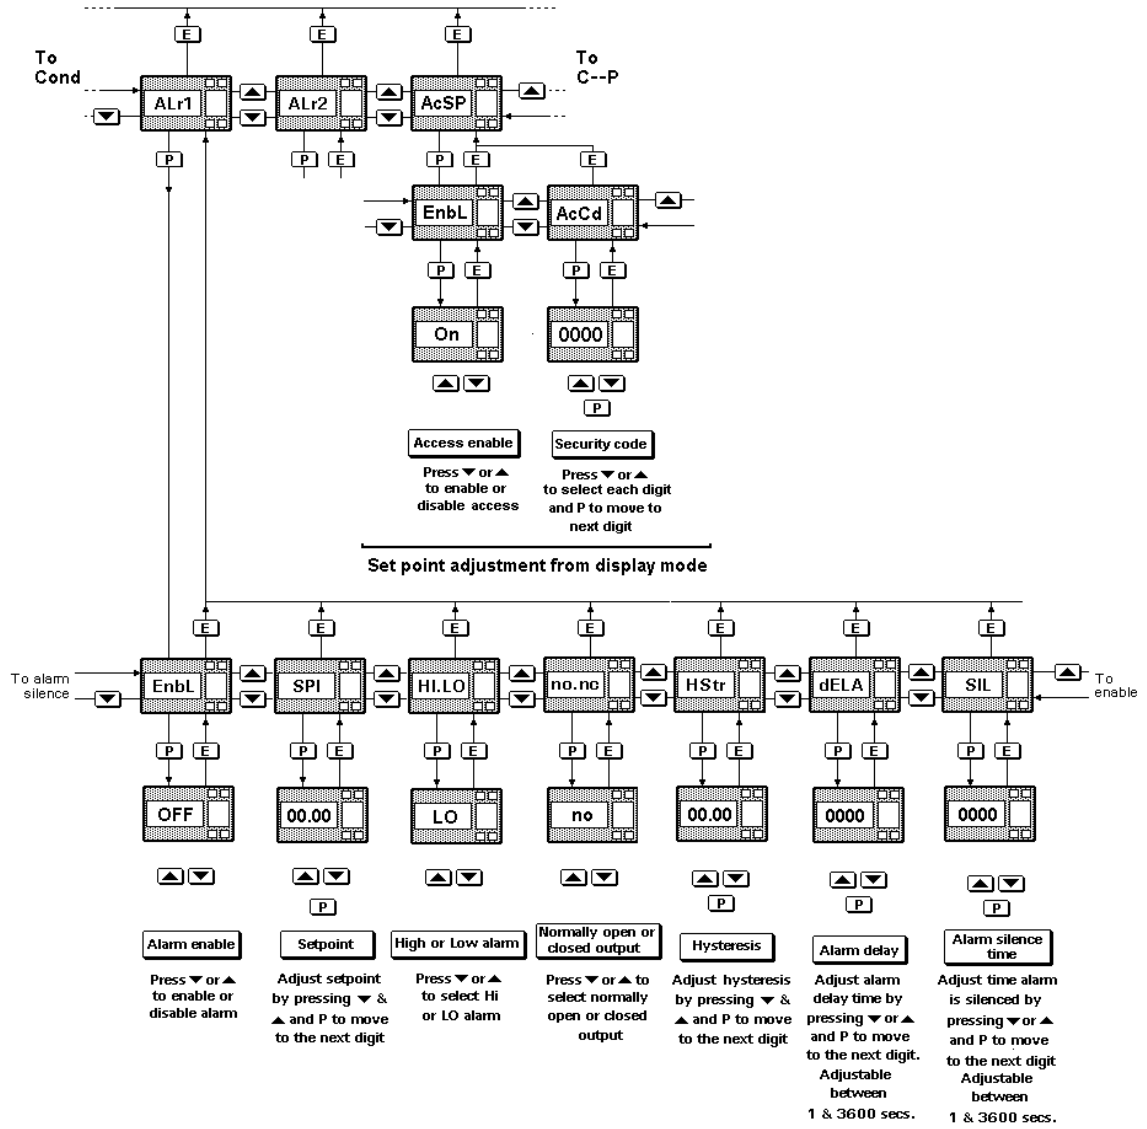 E E E
To
Cond
To
C--P
ALr1 ALr2 AcSP
P P E P E E
EnbL AcCd
P E P E
On 0000
P
Access enable
Press ▼ or ▲
to enable or
disable access
Security code
Press ▼ or ▲
to select each digit
and P to move to
next digit
Set point adjustment from display mode
E E E E E E E
To alarm
silence
EnbL SPI HI.LO no.nc HStr dELA SIL
To
enable
P E P E P E P E P E P E P E
OFF 00.00 LO no 00.00 0000 0000
P P P P
Alarm enable
Press ▼ or ▲
to enable or
disable alarm
Setpoint
Adjust setpoint
by pressing ▼ &
▲ and P to move
to the next digit
High or Low alarm
Press ▼ or ▲
to select Hi
or LO alarm
Normally open or
closed output
Press ▼ or ▲ to
select normally
open or closed
output
Hysteresis
Adjust hysteresis
by pressing ▼ &
▲ and P to move
to the next digit
Alarm delay
Adjust alarm
delay time by
pressing ▼ or ▲
and P to move
to the next digit.
Adjustable
between
1 & 3600 secs.
Alarm silence
time
Adjust time alarm
is silenced by
pressing ▼ or ▲
and P to move
to the next digit
Adjustable
between
1 & 3600 secs.